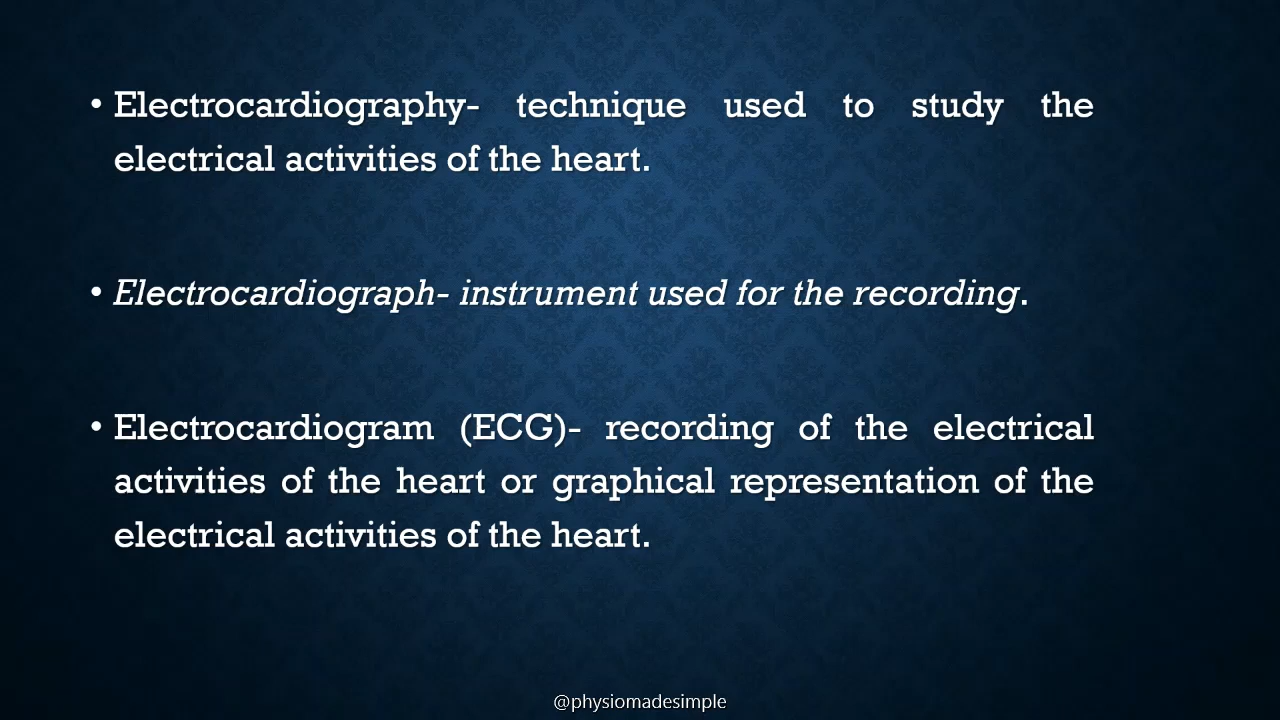 • Electrocardiography- technique used to study the
electrical activities of the heart.
• Electrocardiograph- instrument used for the recording.
• Electrocardiogram (ECG)- recording of the electrical
activities of the heart or graphical representation of the
electrical activities of the heart.
@physiomadesimple